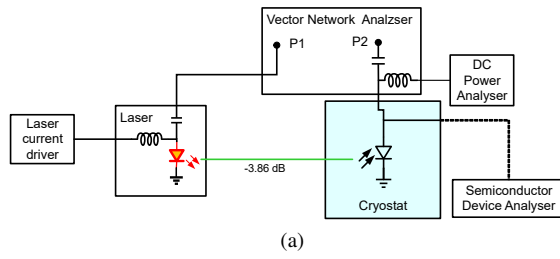 Vector Network Analzser
P1
P2
DC
Power
Analyser
Laser
current
driver
Laser
-3.86 dB
Cryostat
Semiconductor
Device Analyser
(a)